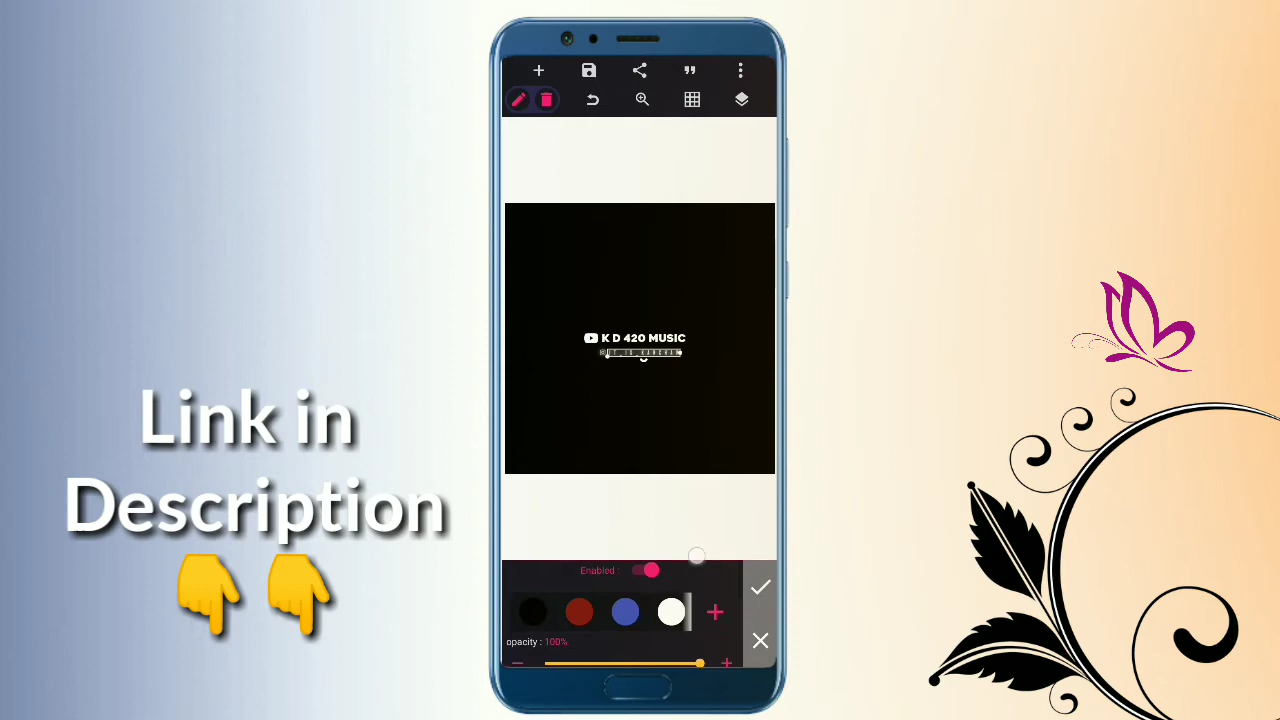 K D 420 MUSIC
Link in
Description
Enabled :
opacity : 100%